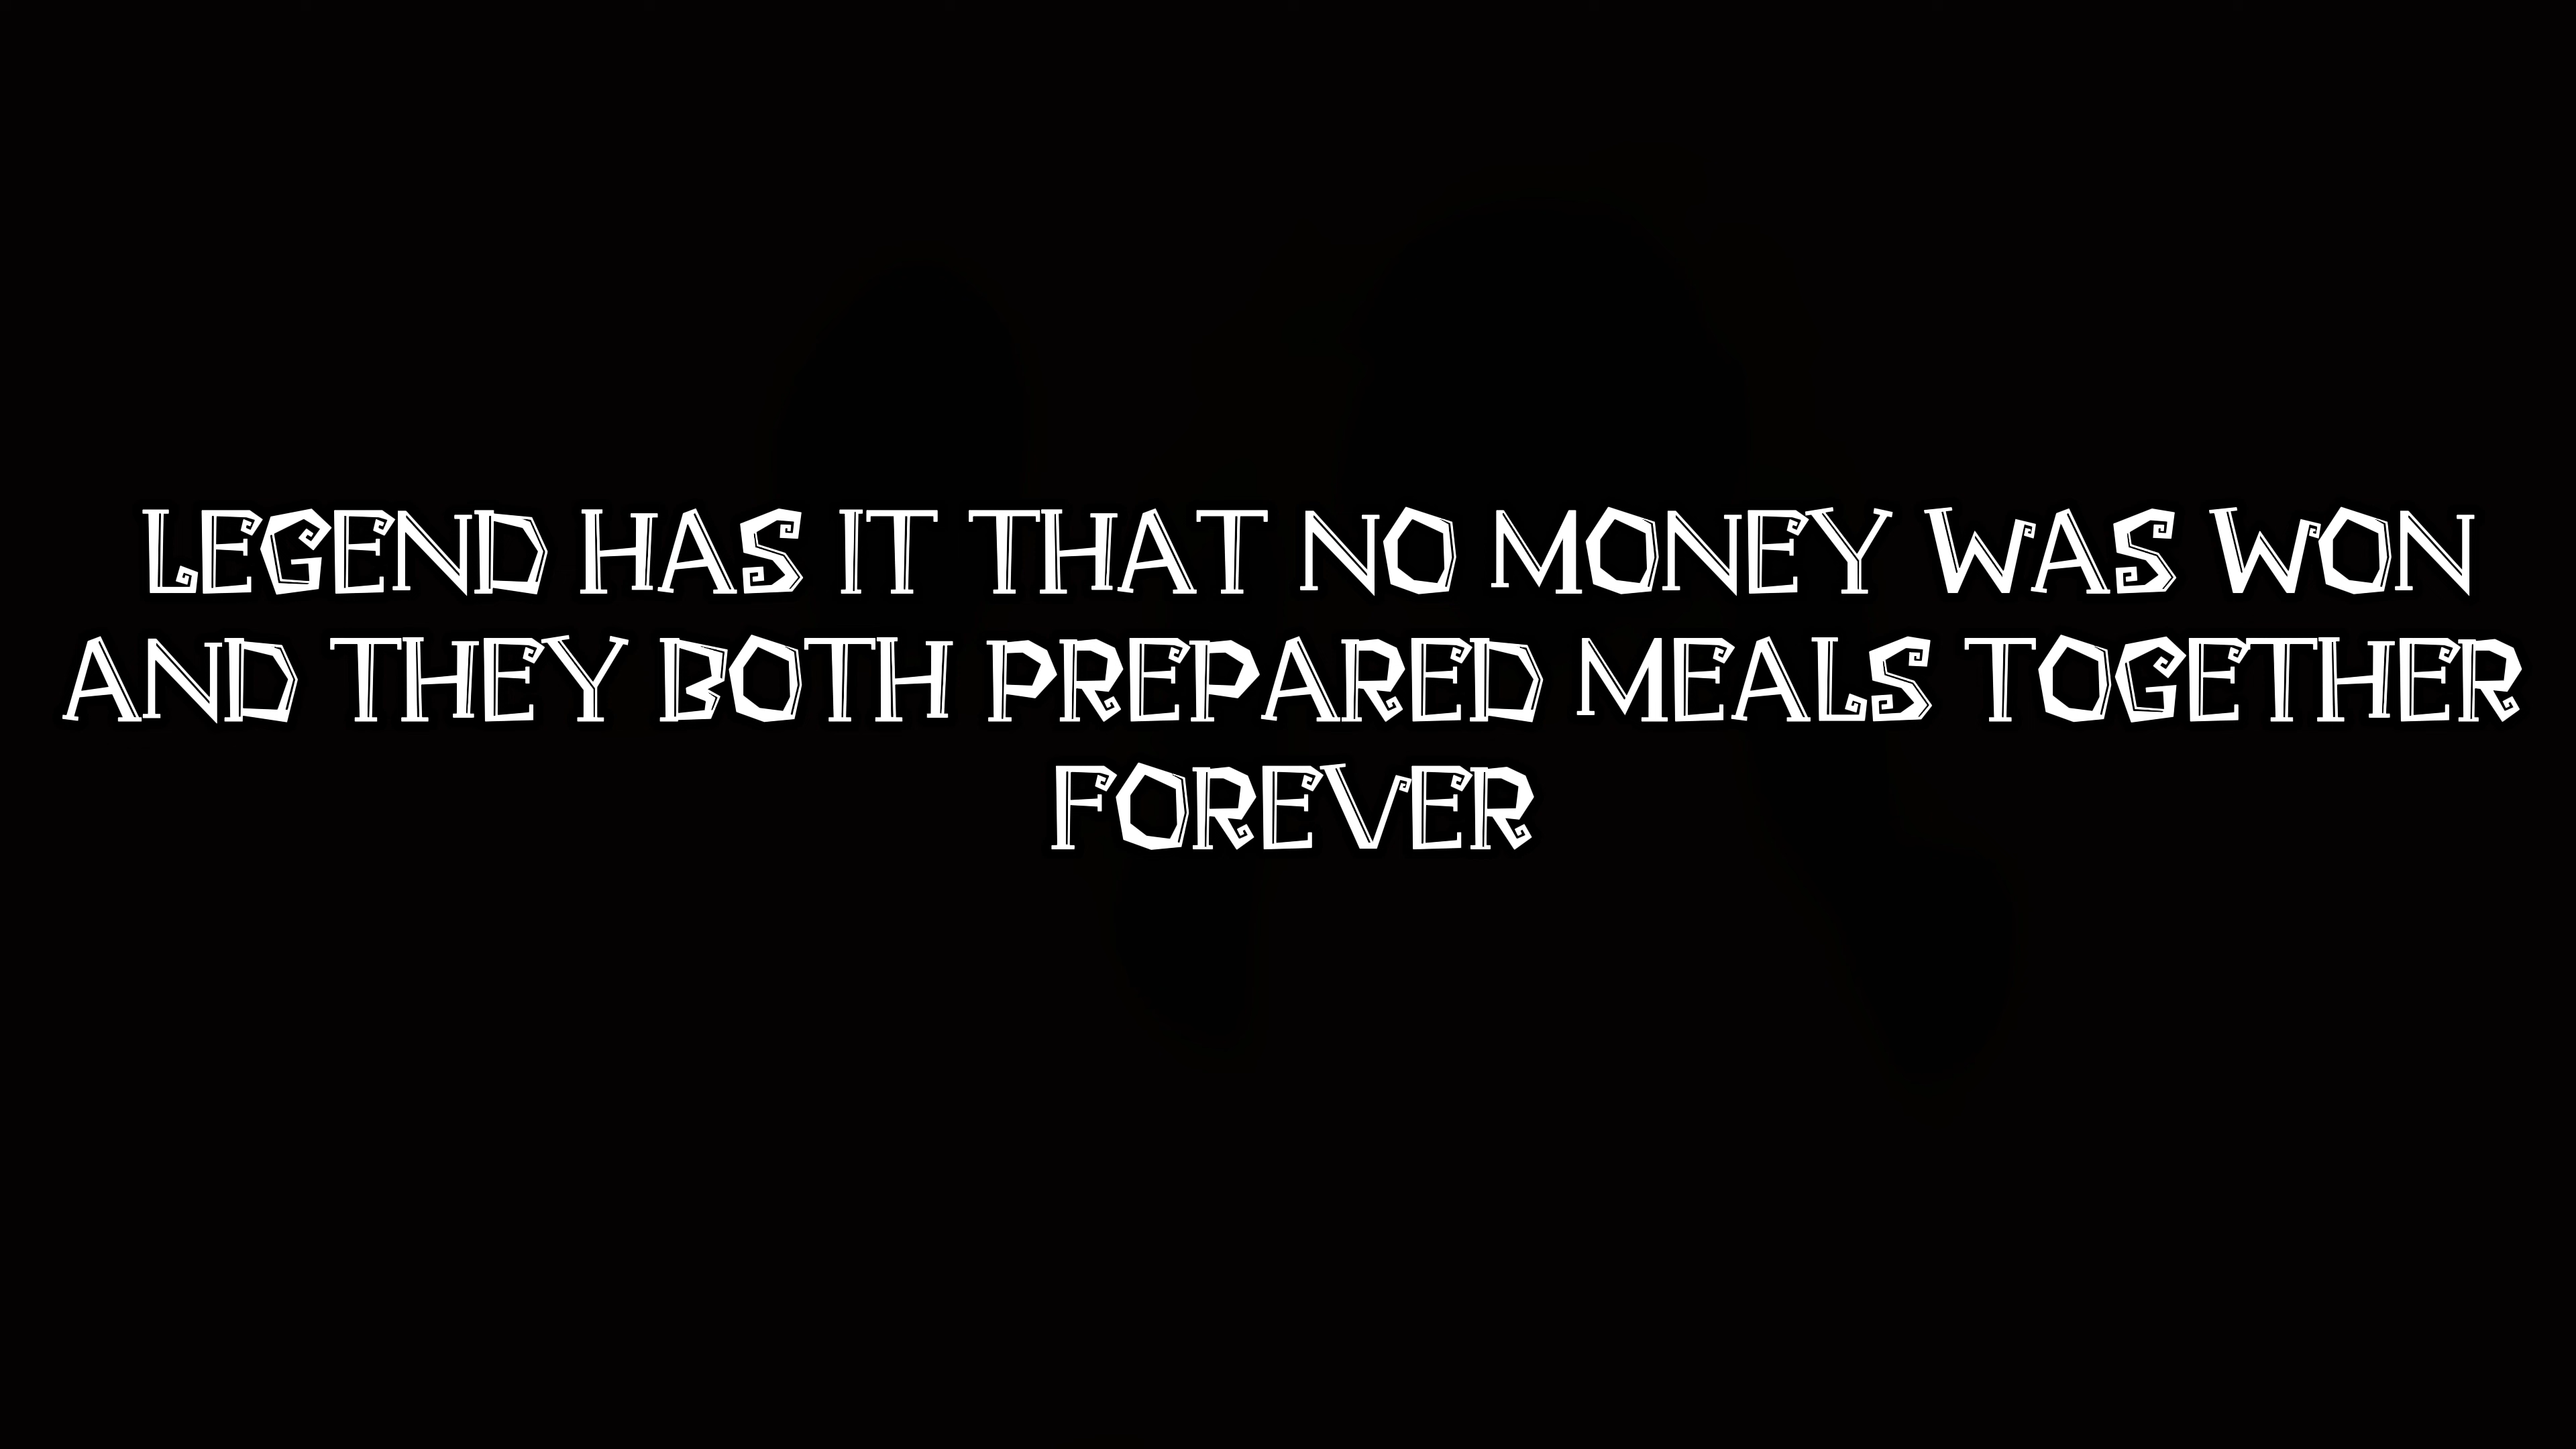 LEGEND HAS IT THAT NO MONEY WAS WON
AND THEY BOTH PREPARED MEALS TOGETHER
FOREVER